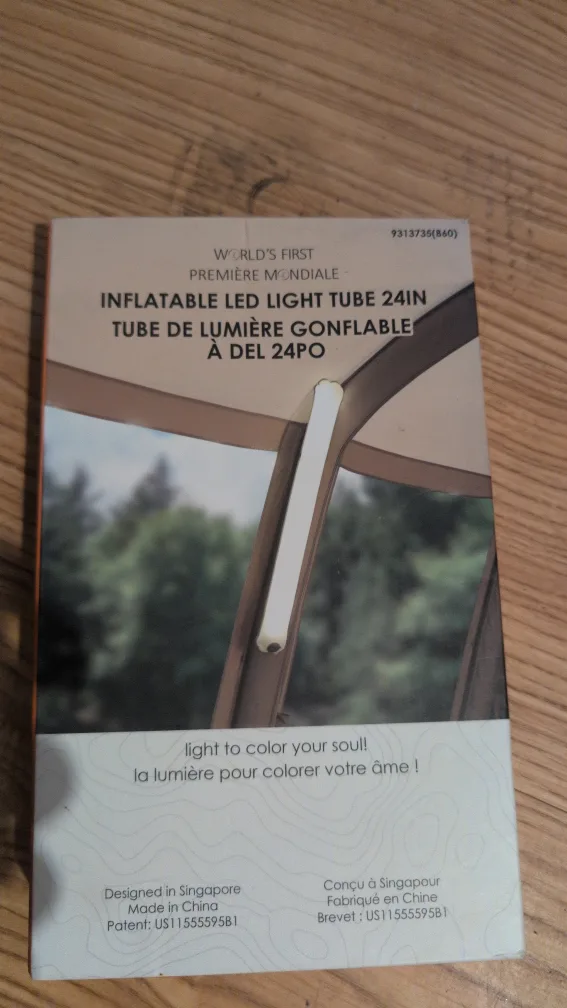 9313735(B60)
WORLD'S FIRST
PREMIÈRE MONDIALE
INFLATABLE LED LIGHT TUBE 24IN
TUBE DE LUMIÈRE GONFLABLE
À DEL 24PO
light to color your soul!
la lumière pour colorer votre âme !
Designed in Singapore
Made in China
Patent: US11555595B1
Conçu à Singapour
Fabriqué en Chine
Brevet : US11555595B1